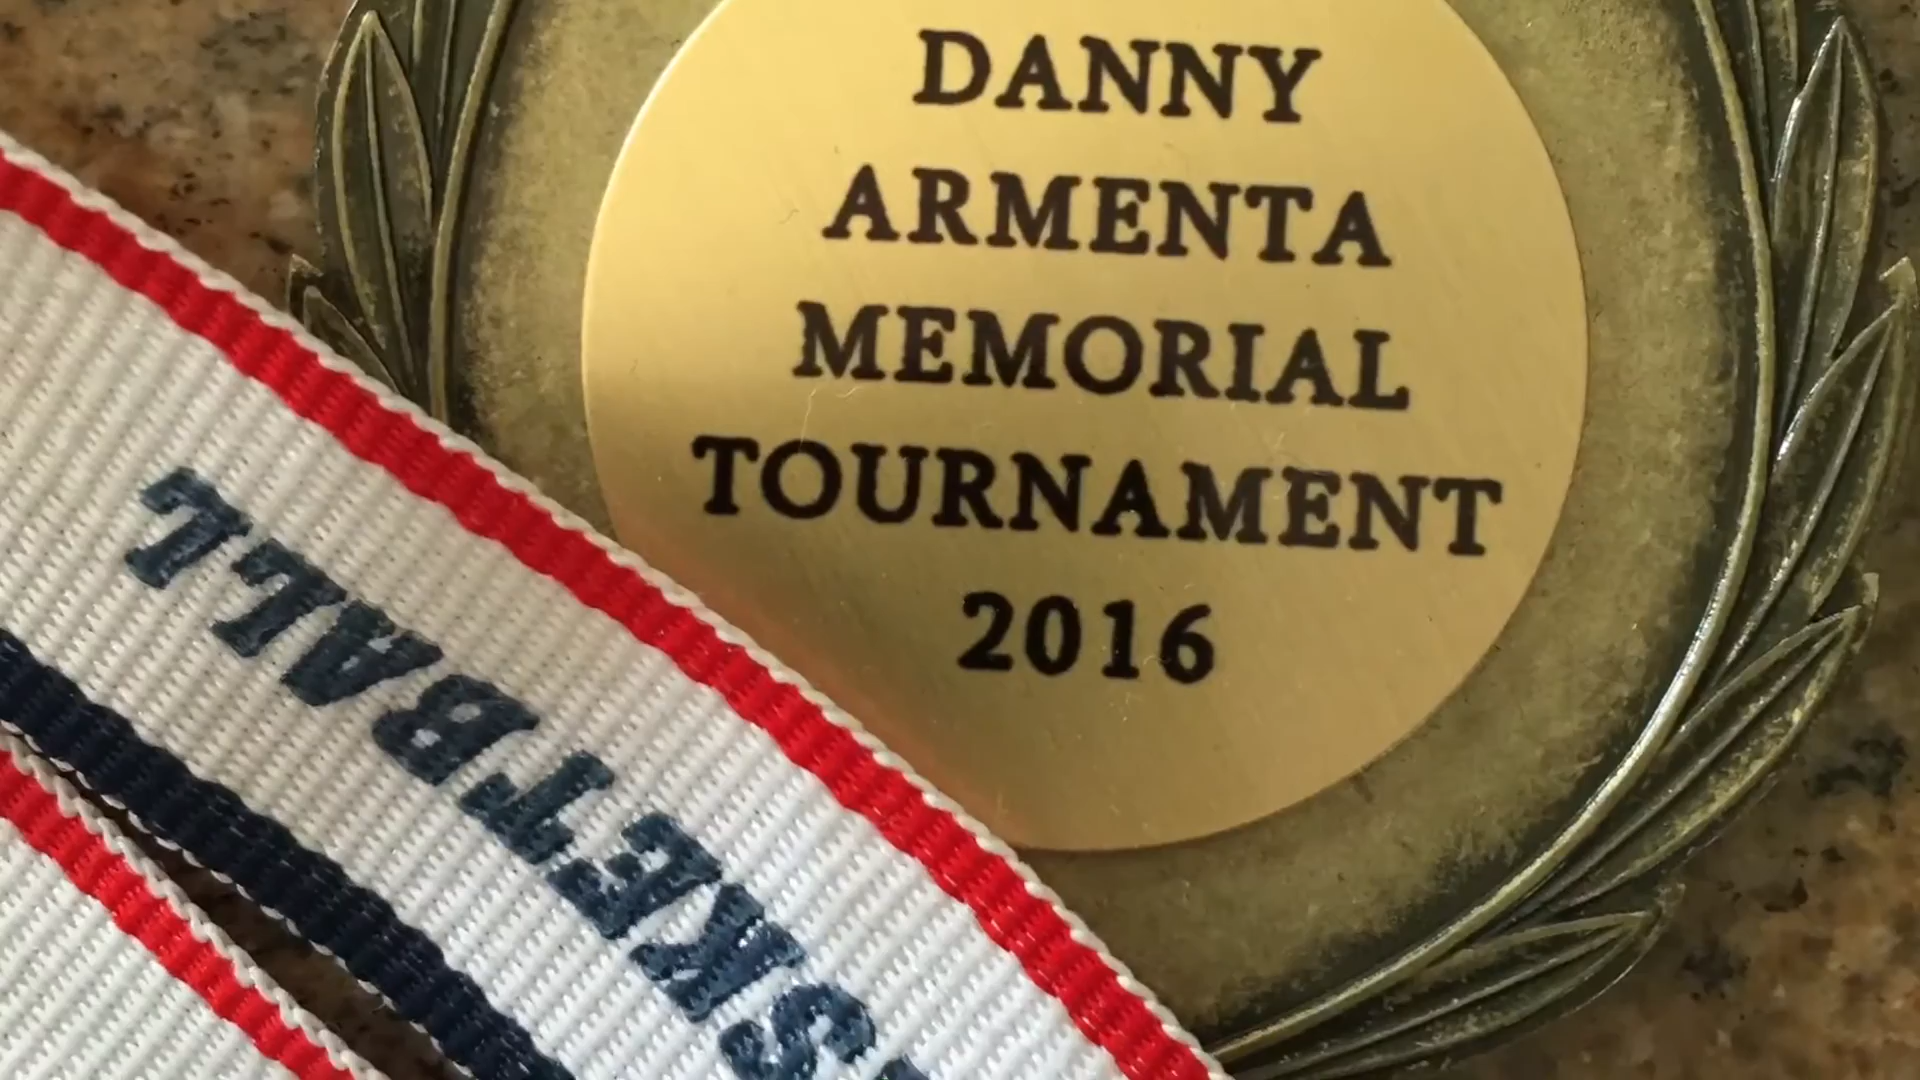 DANNY
ARMENTA
MEMORIAL
TOURNAMENT
2016
SKETBALL